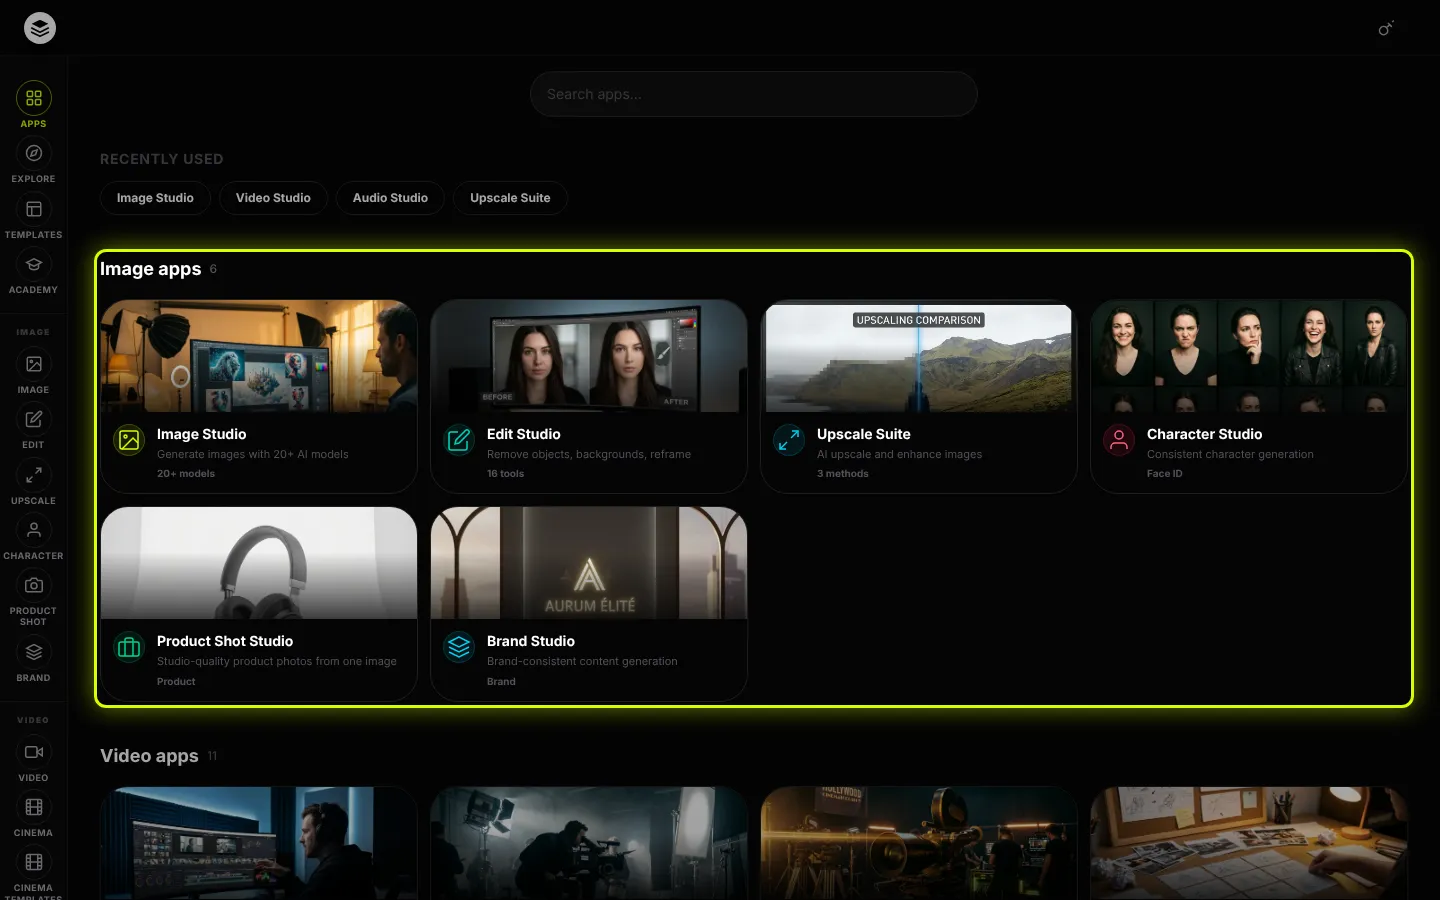 Search apps...
APPS
EXPLORE
TEMPLATES
ACADEMY
IMAGE
IMAGE
EDIT
UPSCALE
CHARACTER
PRODUCT
SHOT
BRAND
VIDEO
VIDEO
CINEMA
CINEMA
TEMPLATES
RECENTLY USED
Image Studio
Video Studio
Audio Studio
Upscale Suite
Image apps 6
BEFORE
AFTER
UPSCALING COMPARISON
Image Studio
Generate images with 20+ AI models
20+ models
Edit Studio
Remove objects, backgrounds, reframe
16 tools
Upscale Suite
AI upscale and enhance images
3 methods
Character Studio
Consistent character generation
Face ID
AURUM ÉLITÉ
Product Shot Studio
Studio-quality product photos from one image
Product
Brand Studio
Brand-consistent content generation
Brand
Video apps 11
HOLLYWOOD